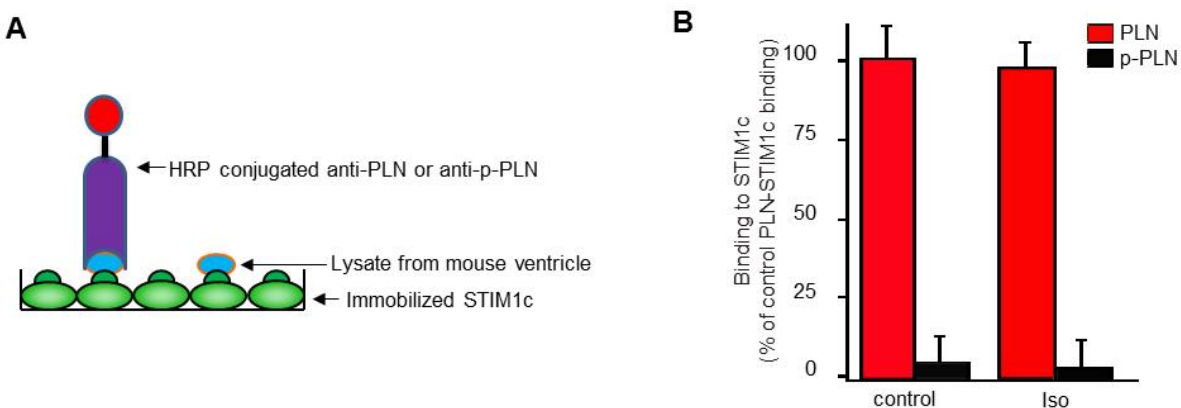 A
HRP conjugated anti-PLN or anti-p-PLN
Lysate from mouse ventricle
Immobilized STIM1c
B
Binding to STIM1c
(% of control PLN-STIM1c binding)
100
75
50
25
0
control
Iso
PLN
p-PLN